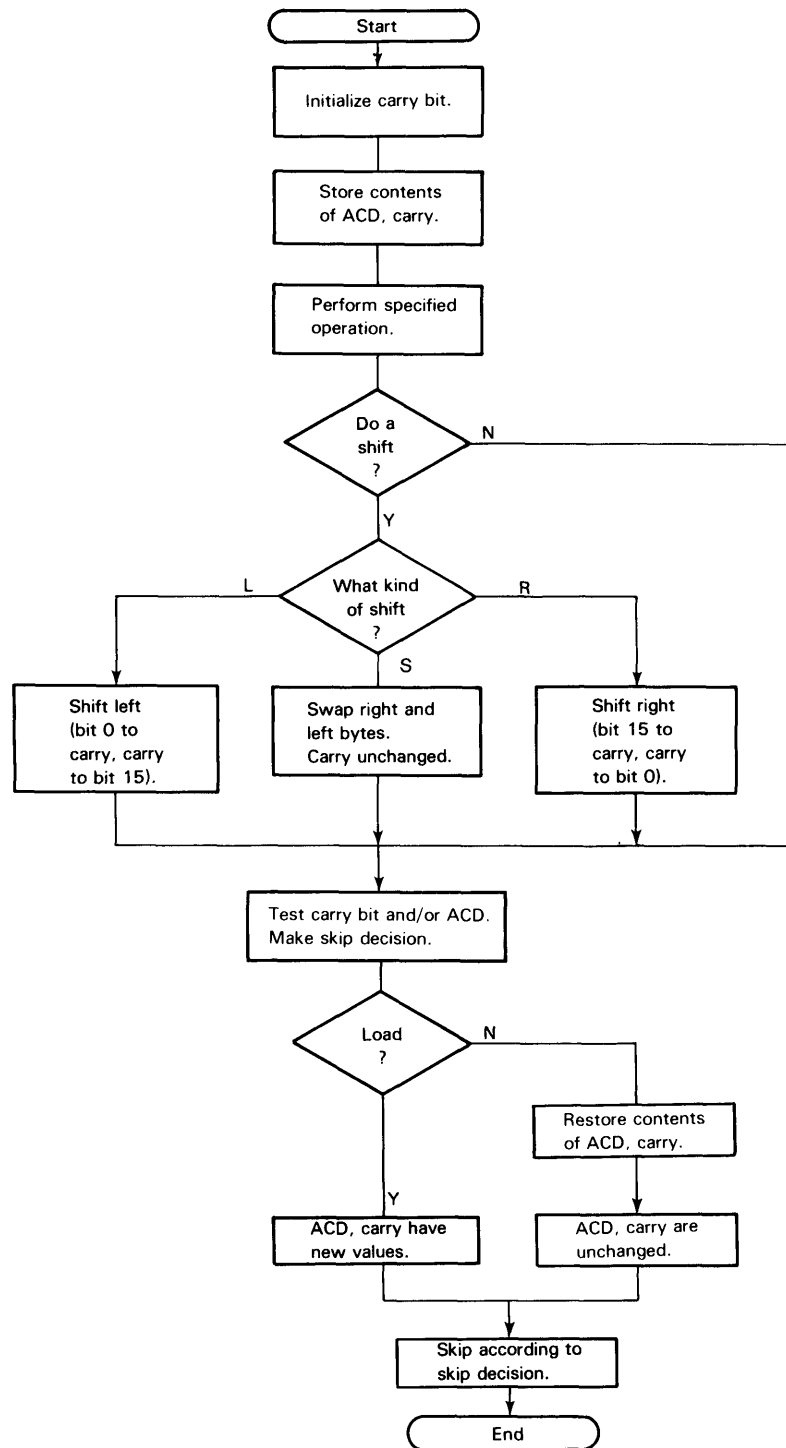 Start
Initialize carry bit.
Store contents
of ACD, carry.
Perform specified
operation.
Do a
shift
?
N
Y
What kind
of shift
?
L
R
S
Shift left
(bit 0 to
carry, carry
to bit 15).
Swap right and
left bytes.
Carry unchanged.
Shift right
(bit 15 to
carry, carry
to bit 0).
Test carry bit and/or ACD.
Make skip decision.
Load
?
N
Restore contents
of ACD, carry.
Y
ACD, carry have
new values.
ACD, carry are
unchanged.
Skip according to
skip decision.
End